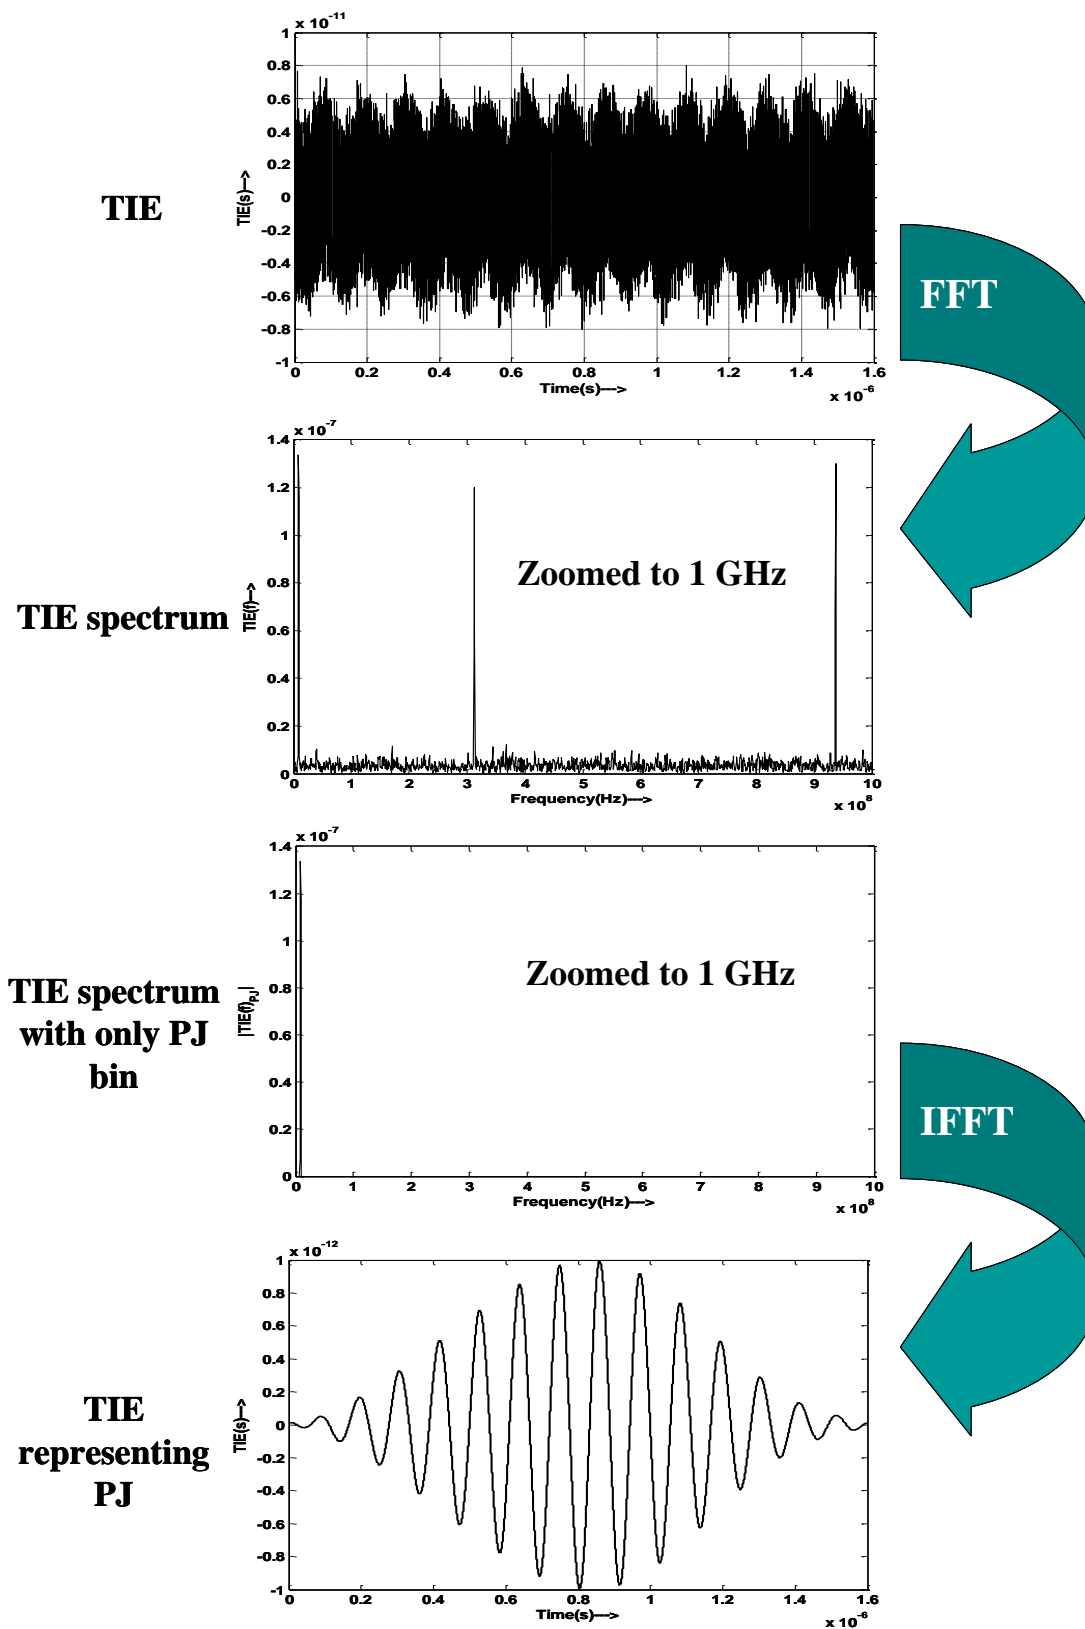 x 10-11
1
0.8
0.6
0.4
0.2
0
-0.2
-0.4
-0.6
-0.8
-1
TIE(s)--->
0 0.2 0.4 0.6 0.8 1 1.2 1.4 1.6
Time(s)--->
x 10-6
TIE
FFT
x 10-7
1.4
1.2
1
0.8
0.6
0.4
0.2
0
TIE(f)--->
Zoomed to 1 GHz
0 1 2 3 4 5 6 7 8 9 10
Frequency(Hz)--->
x 108
TIE spectrum
x 10-7
1.4
1.2
1
0.8
0.6
0.4
0.2
0
|TIE(f)PJ|
Zoomed to 1 GHz
0 1 2 3 4 5 6 7 8 9 10
Frequency(Hz)--->
x 108
TIE spectrum
with only PJ
bin
IFFT
x 10-12
1
0.8
0.6
0.4
0.2
0
-0.2
-0.4
-0.6
-0.8
-1
TIE(s)--->
0 0.2 0.4 0.6 0.8 1 1.2 1.4 1.6
Time(s)--->
x 10-6
TIE
representing
PJ